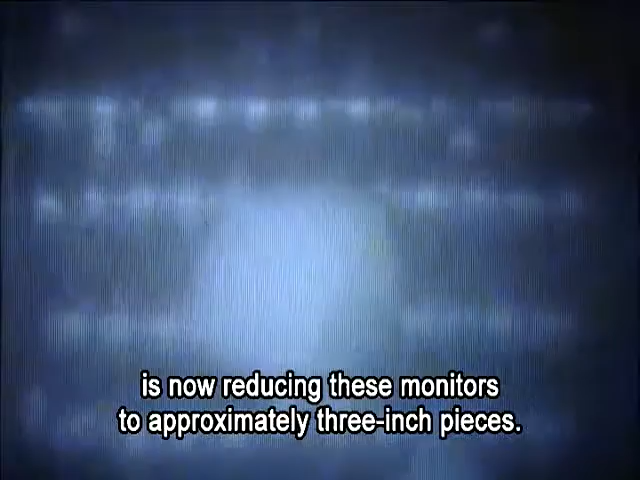 is now reducing these monitors
to approximately three-inch pieces.